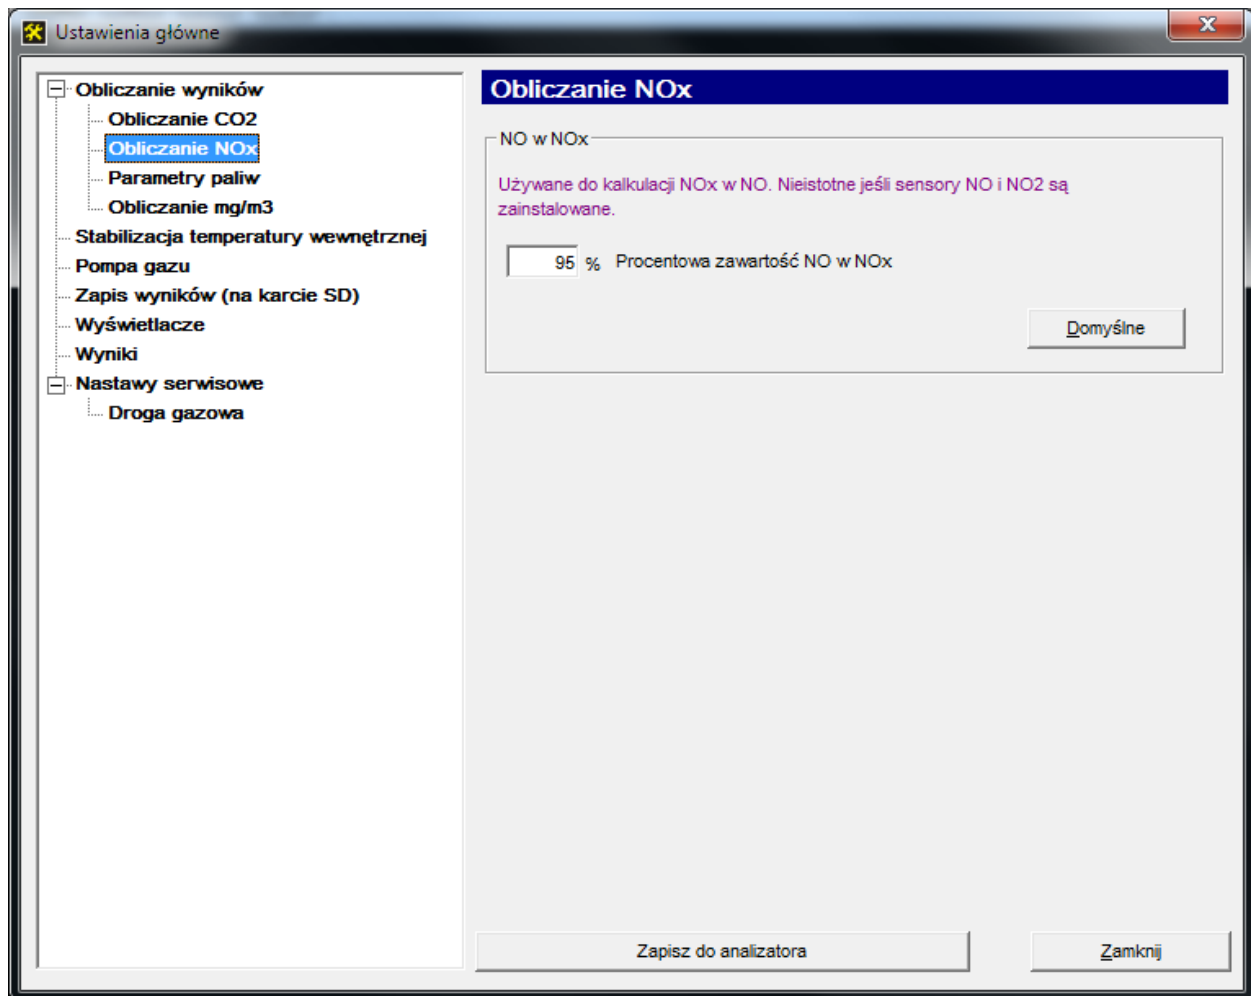 Ustawienia główne
Obliczanie wyników
Obliczanie CO2
Obliczanie NOx
Parametry paliw
Obliczanie mg/m3
Stabilizacja temperatury wewnętrznej
Pompa gazu
Zapis wyników (na karcie SD)
Wyświetlacze
Wyniki
Nastawy serwisowe
Droga gazowa
Obliczanie NOx
NO w NOx
Używane do kalkulacji NOx w NO. Nieistotne jeśli sensory NO i NO2 są
zainstalowane.
95 % Procentowa zawartość NO w NOx
Domyślne
Zapisz do analizatora
Zamknij